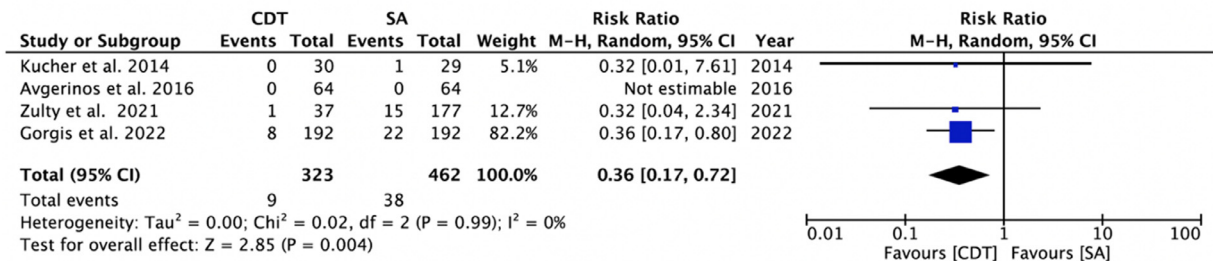 CDT SA Risk Ratio Risk Ratio
Study or Subgroup Events Total Events Total Weight M-H, Random, 95% CI Year M-H, Random, 95% CI
Kucher et al. 2014 0 30 1 29 5.1% 0.32 [0.01, 7.61] 2014
Avgerinos et al. 2016 0 64 0 64 Not estimable 2016
Zulty et al. 2021 1 37 15 177 12.7% 0.32 [0.04, 2.34] 2021
Gorgis et al. 2022 8 192 22 192 82.2% 0.36 [0.17, 0.80] 2022
Total (95% CI) 323 462 100.0% 0.36 [0.17, 0.72]
Total events 9 38
Heterogeneity: Tau² = 0.00; Chi² = 0.02, df = 2 (P = 0.99); I² = 0%
Test for overall effect: Z = 2.85 (P = 0.004)
0.01 0.1 1 10 100
Favours [CDT] Favours [SA]